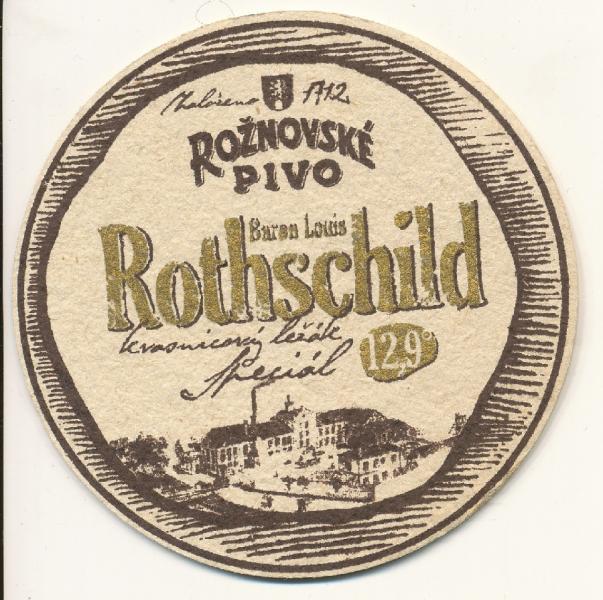 Založeno 1712
ROŽNOVSKÉ
PIVO
Baron Louis
Rothschild
kvasnicový ležák
Speciál
12,9°